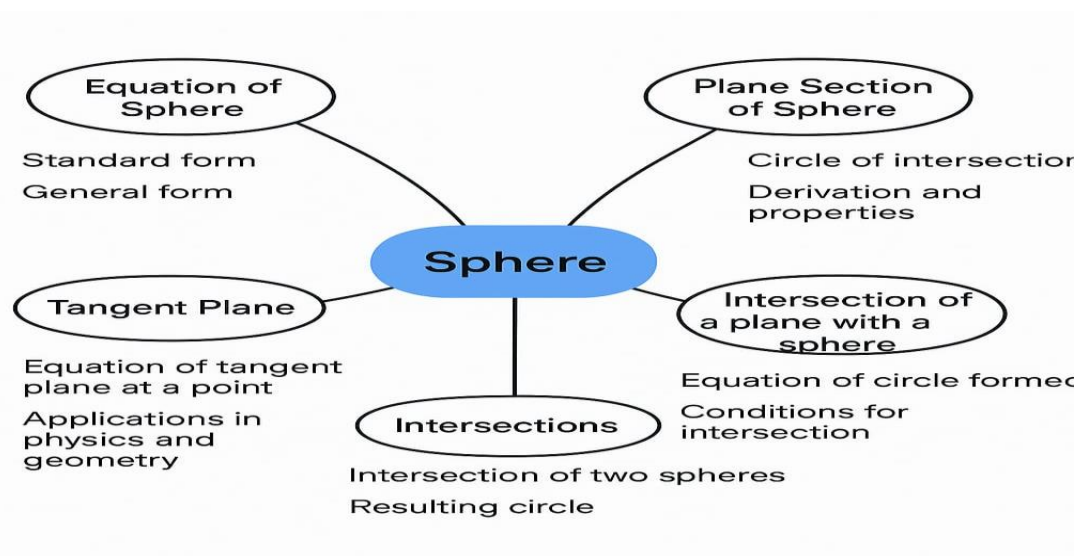 Equation of
Sphere
Standard form
General form
Plane Section
of Sphere
Circle of intersection
Derivation and
properties
Sphere
Tangent Plane
Equation of tangent
plane at a point
Applications in
physics and
geometry
Intersections
Intersection of two spheres
Resulting circle
Intersection of
a plane with a
sphere
Equation of circle formed
Conditions for
intersection